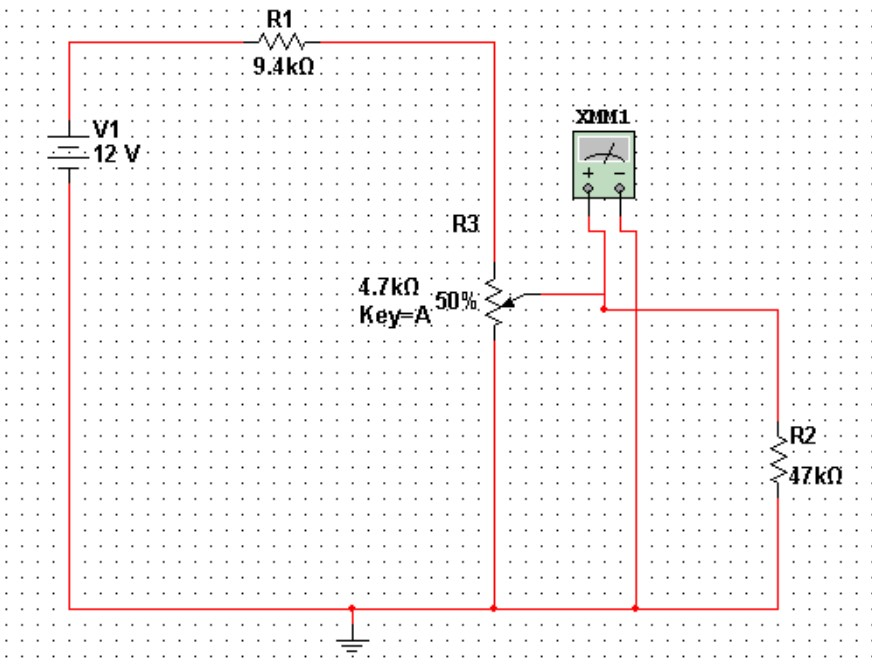 R1
9.4kΩ
V1
12 V
XMM1
+ −
R3
4.7kΩ
50%
Key=A
R2
47kΩ